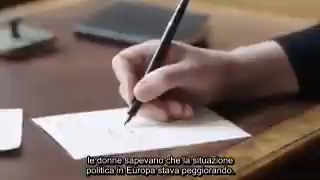 le donne sapevano che la situazione
politica in Europa stava peggiorando.